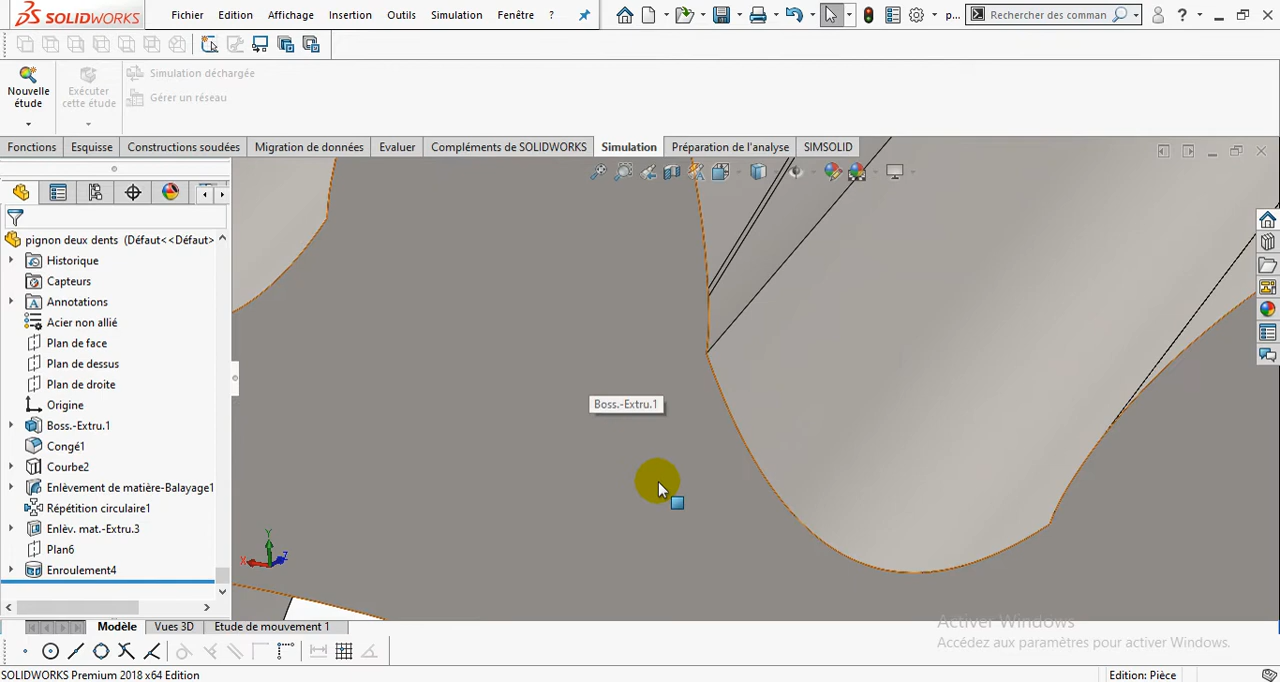 SOLIDWORKS Fichier Edition Affichage Insertion Outils Simulation Fenêtre ? p... Rechercher des comman ?
Nouvelle étude
Exécuter cette étude
Simulation déchargée
Gérer un réseau
Fonctions Esquisse Constructions soudées Migration de données Evaluer Compléments de SOLIDWORKS Simulation Préparation de l'analyse SIMSOLID
pignon deux dents (Défaut<<Défaut>
Historique
Capteurs
Annotations
Acier non allié
Plan de face
Plan de dessus
Plan de droite
Origine
Boss.-Extru.1
Boss.-Extru.1
Congé1
Courbe2
Enlèvement de matière-Balayage1
Répétition circulaire1
Enlèv. mat.-Extru.3
Plan6
Enroulement4
Y
X
Z
Activer Windows
Accédez aux paramètres pour activer Windows.
Modèle Vues 3D Etude de mouvement 1
SOLIDWORKS Premium 2018 x64 Edition Edition: Pièce